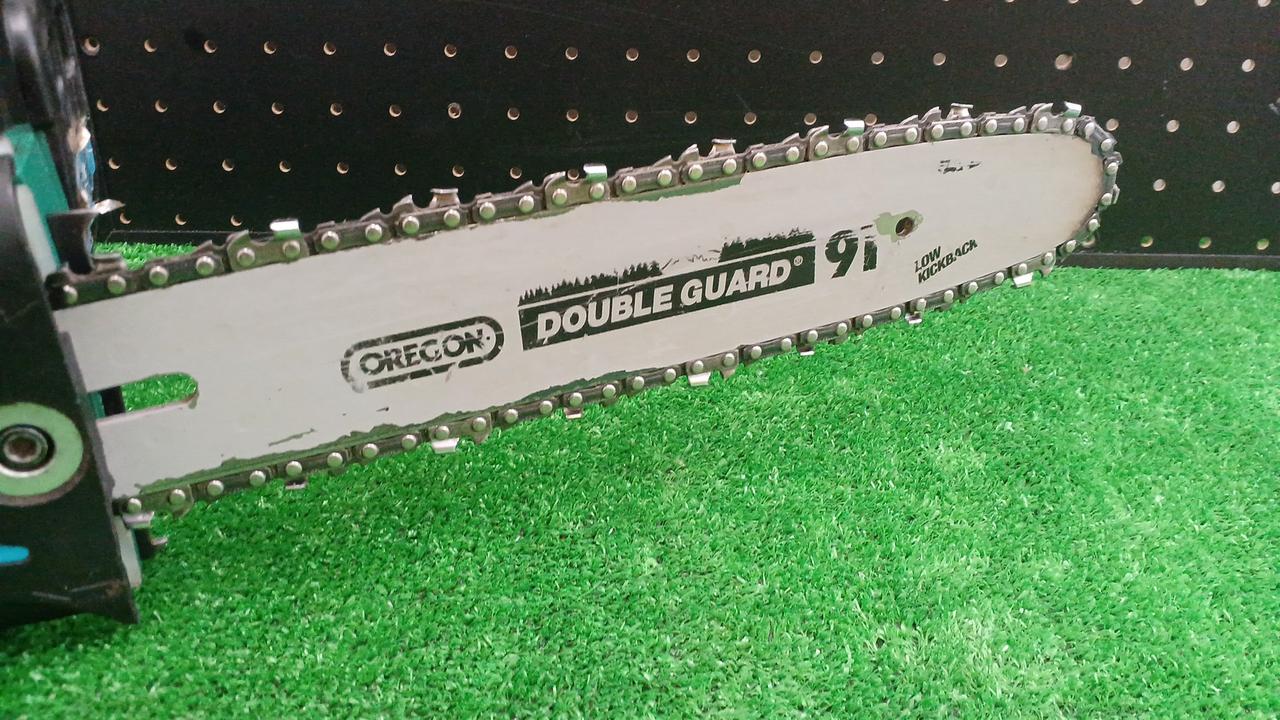 OREGON
DOUBLE GUARD®
91
LOW
KICKBACK